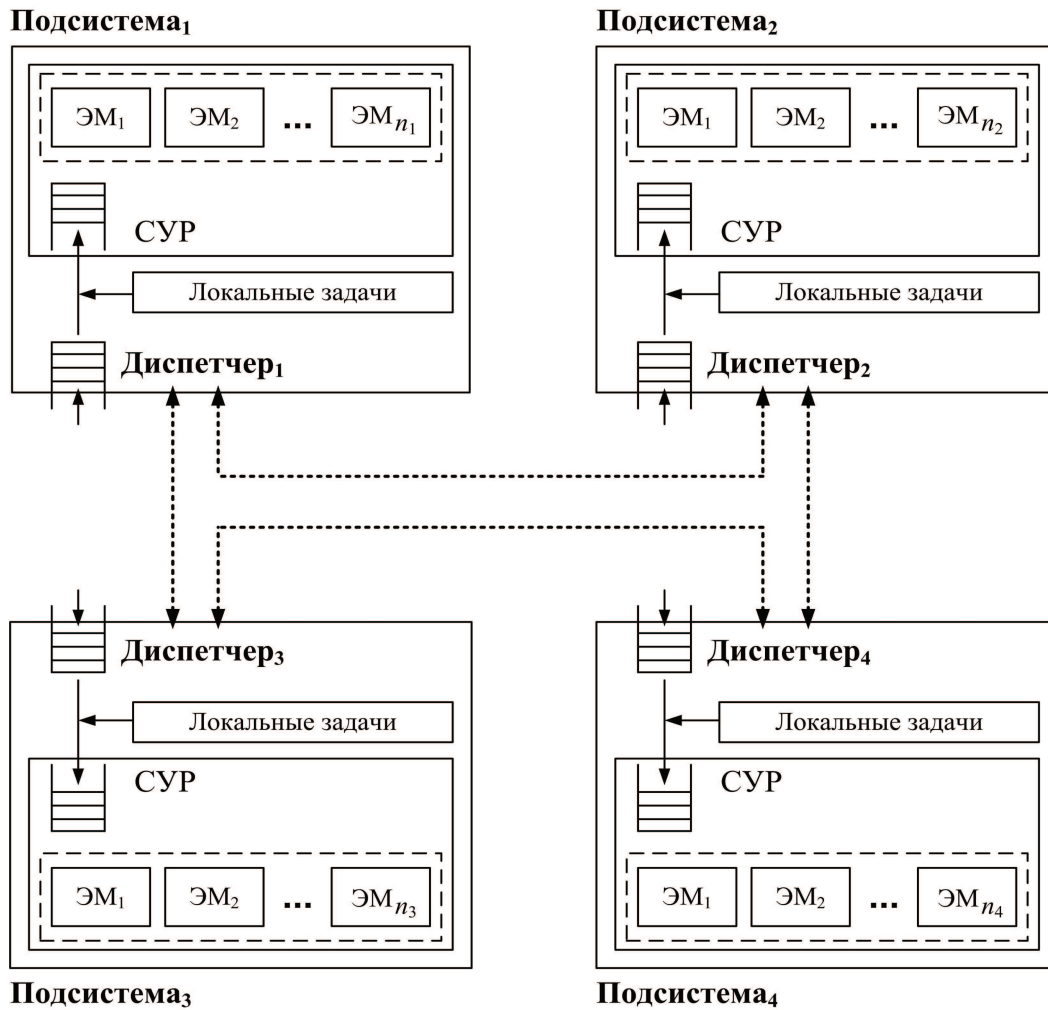 Подсистема₁
ЭМ₁ ЭМ₂ ... ЭМn₁
СУР
Локальные задачи
Диспетчер₁
Подсистема₂
ЭМ₁ ЭМ₂ ... ЭМn₂
СУР
Локальные задачи
Диспетчер₂
Диспетчер₃
Локальные задачи
СУР
ЭМ₁ ЭМ₂ ... ЭМn₃
Подсистема₃
Диспетчер₄
Локальные задачи
СУР
ЭМ₁ ЭМ₂ ... ЭМn₄
Подсистема₄